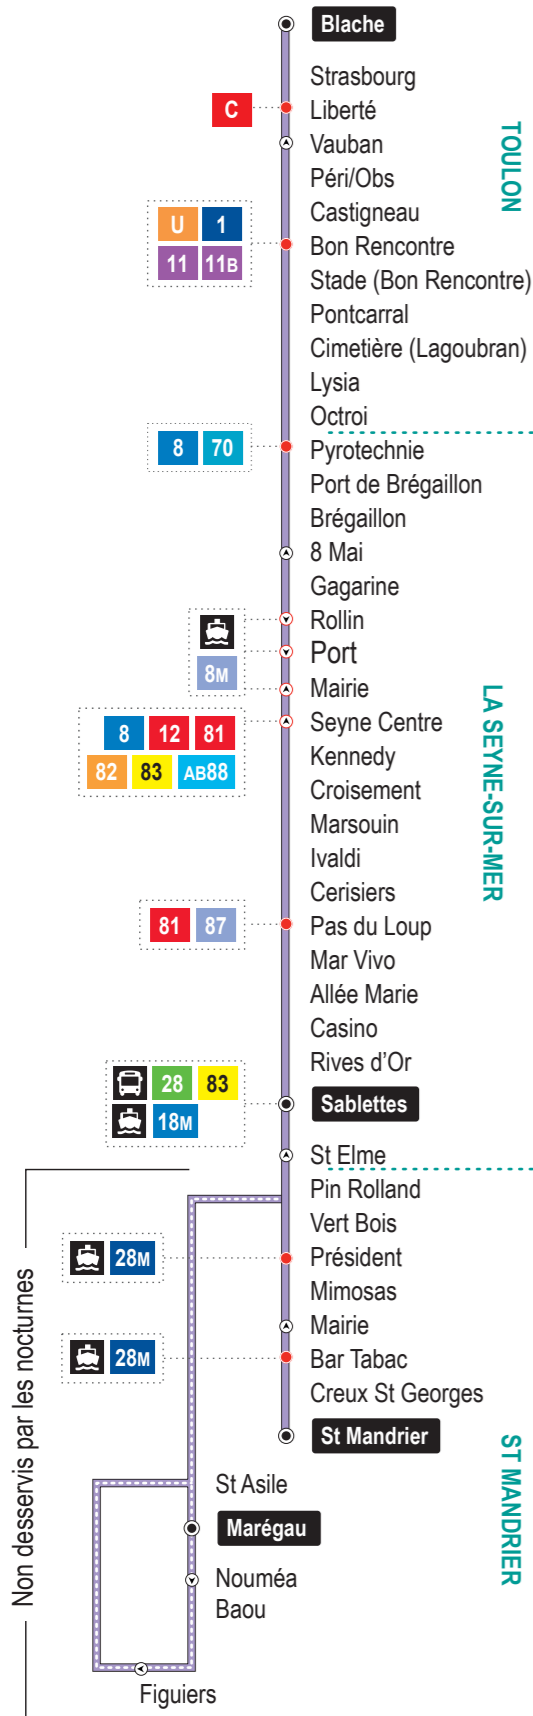 Blache
Strasbourg
C
Liberté
Vauban
TOULON
Péri/Obs
Castigneau
U 1
11 11B
Bon Rencontre
Stade (Bon Rencontre)
Pontcarral
Cimetière (Lagoubran)
Lysia
Octroi
8 70
Pyrotechnie
Port de Brégaillon
Brégaillon
8 Mai
Gagarine
Rollin
Port
8M
Mairie
LA SEYNE-SUR-MER
8 12 81
82 83 AB88
Seyne Centre
Kennedy
Croisement
Marsouin
Ivaldi
Cerisiers
81 87
Pas du Loup
Mar Vivo
Allée Marie
Casino
Rives d'Or
28 83
18M
Sablettes
St Elme
Pin Rolland
Vert Bois
28M
Président
Mimosas
Mairie
28M
Bar Tabac
Creux St Georges
St Mandrier
ST MANDRIER
Non desservis par les nocturnes
St Asile
Marégau
Nouméa
Baou
Figuiers